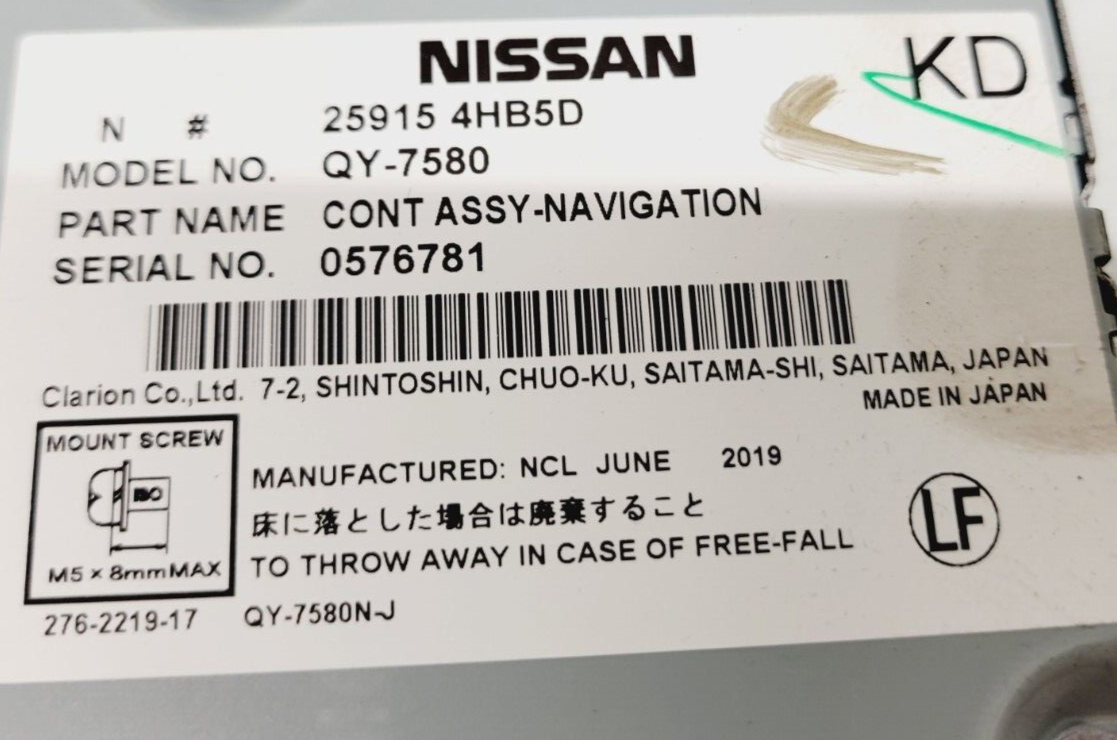 NISSAN
KD
N # 25915 4HB5D
MODEL NO. QY-7580
PART NAME CONT ASSY-NAVIGATION
SERIAL NO. 0576781
Clarion Co.,Ltd. 7-2, SHINTOSHIN, CHUO-KU, SAITAMA-SHI, SAITAMA, JAPAN
MADE IN JAPAN
MOUNT SCREW
ISO
M5 × 8mmMAX
MANUFACTURED: NCL JUNE 2019
床に落とした場合は廃棄すること
TO THROW AWAY IN CASE OF FREE-FALL
LF
276-2219-17 QY-7580N-J